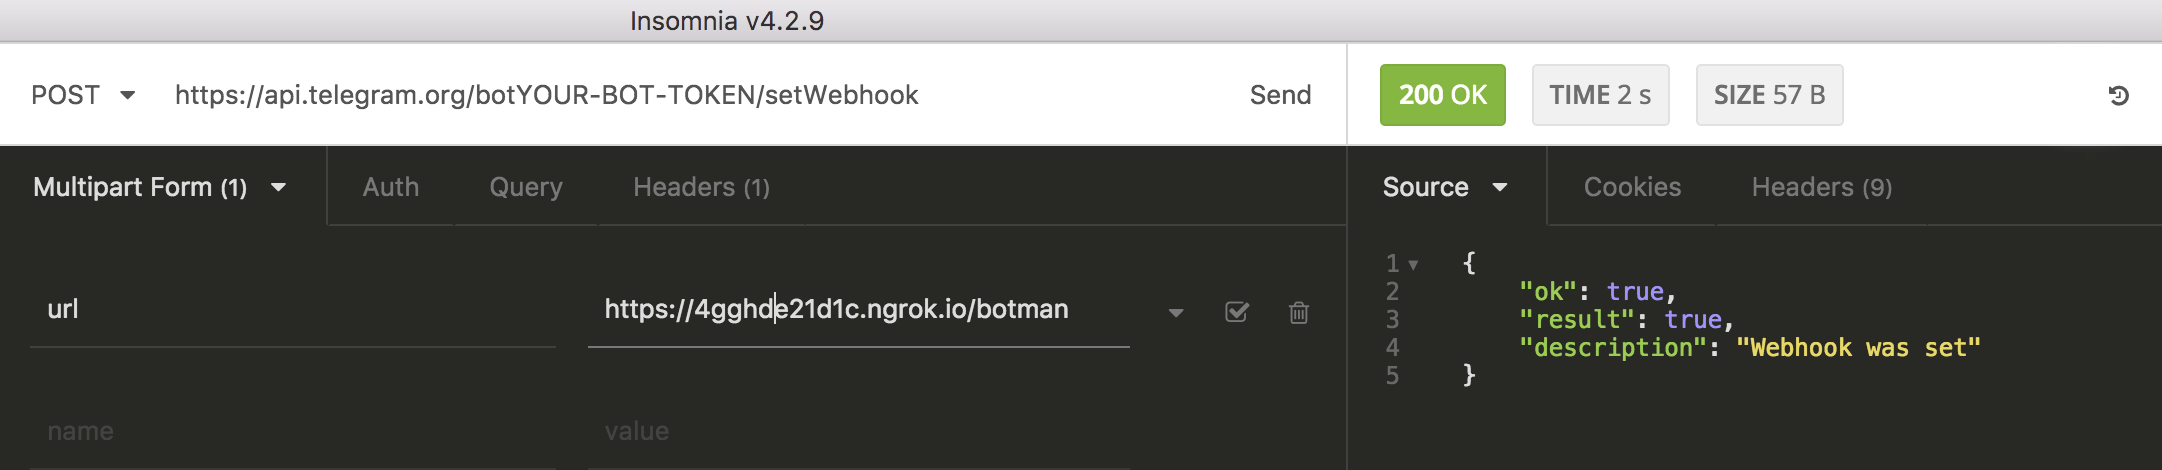 Insomnia v4.2.9
POST https://api.telegram.org/botYOUR-BOT-TOKEN/setWebhook Send
200 OK TIME 2 s SIZE 57 B
Multipart Form (1) Auth Query Headers (1)
url https://4gghde21d1c.ngrok.io/botman
name value
Source Cookies Headers (9)
1 {
2 "ok": true,
3 "result": true,
4 "description": "Webhook was set"
5 }